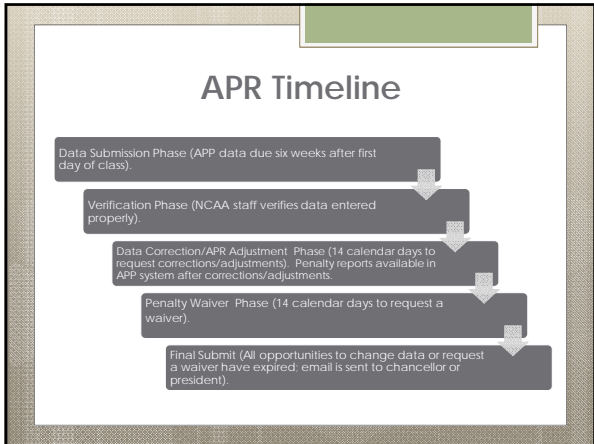 APR Timeline
Data Submission Phase (APP data due six weeks after first
day of class).
Verification Phase (NCAA staff verifies data entered
properly).
Data Correction/APR Adjustment Phase (14 calendar days to
request corrections/adjustments). Penalty reports available in
APP system after corrections/adjustments.
Penalty Waiver Phase (14 calendar days to request a
waiver).
Final Submit (All opportunities to change data or request
a waiver have expired; email is sent to chancellor or
president).